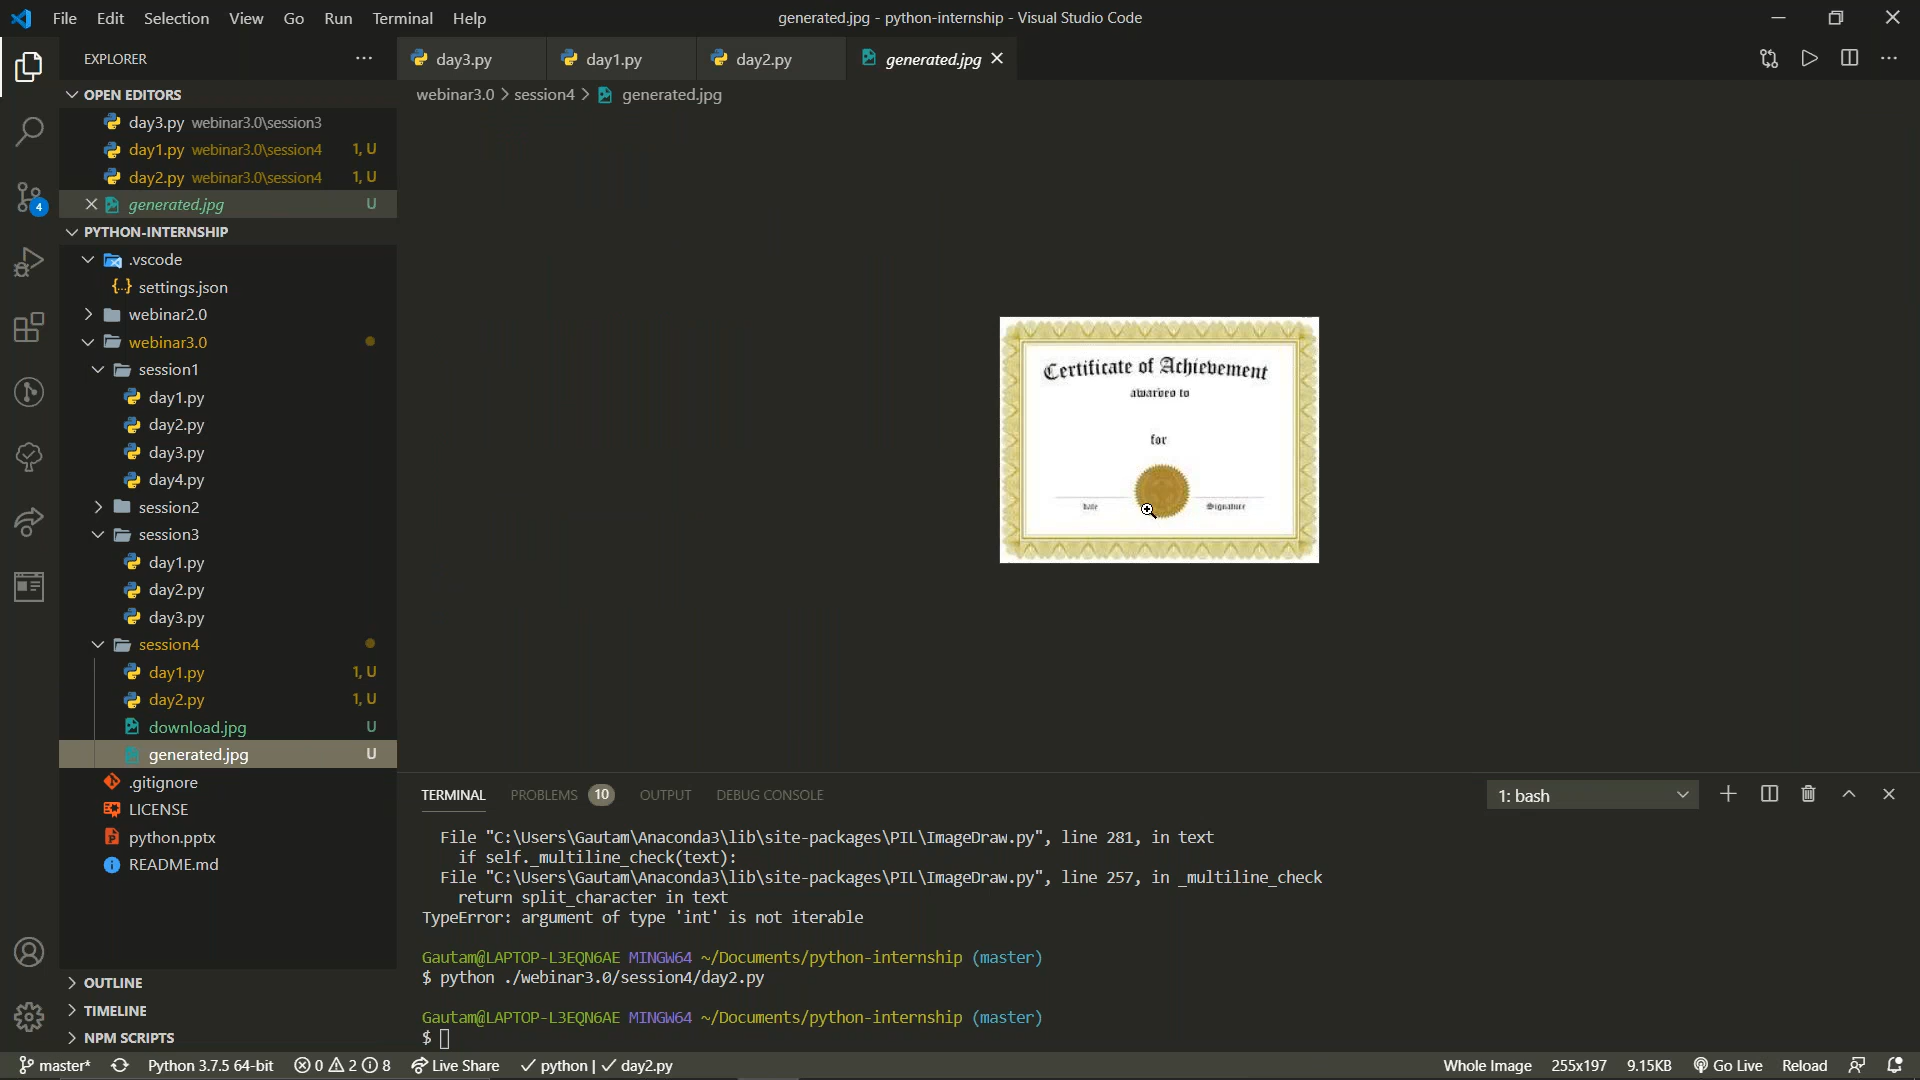 File Edit Selection View Go Run Terminal Help
generated.jpg - python-internship - Visual Studio Code
EXPLORER
day3.py
day1.py
day2.py
generated.jpg
OPEN EDITORS
day3.py webinar3.0\session3
day1.py webinar3.0\session4 1, U
day2.py webinar3.0\session4 1, U
generated.jpg U
webinar3.0 > session4 > generated.jpg
4
PYTHON-INTERNSHIP
.vscode
settings.json
webinar2.0
webinar3.0
session1
day1.py
day2.py
day3.py
day4.py
session2
session3
day1.py
day2.py
day3.py
session4
day1.py 1, U
day2.py 1, U
download.jpg U
generated.jpg U
.gitignore
LICENSE
python.pptx
README.md
OUTLINE
TIMELINE
NPM SCRIPTS
Certificate of Achievement
awarded to
for
Date
Signature
TERMINAL PROBLEMS 10 OUTPUT DEBUG CONSOLE
1: bash
File "C:\Users\Gautam\Anaconda3\lib\site-packages\PIL\ImageDraw.py", line 281, in text
if self._multiline_check(text):
File "C:\Users\Gautam\Anaconda3\lib\site-packages\PIL\ImageDraw.py", line 257, in _multiline_check
return split_character in text
TypeError: argument of type 'int' is not iterable
Gautam@LAPTOP-L3EQN6AE MINGW64 ~/Documents/python-internship (master)
$ python ./webinar3.0/session4/day2.py
Gautam@LAPTOP-L3EQN6AE MINGW64 ~/Documents/python-internship (master)
$
master* Python 3.7.5 64-bit 0 2 8 Live Share python | day2.py
Whole Image 255x197 9.15KB Go Live Reload